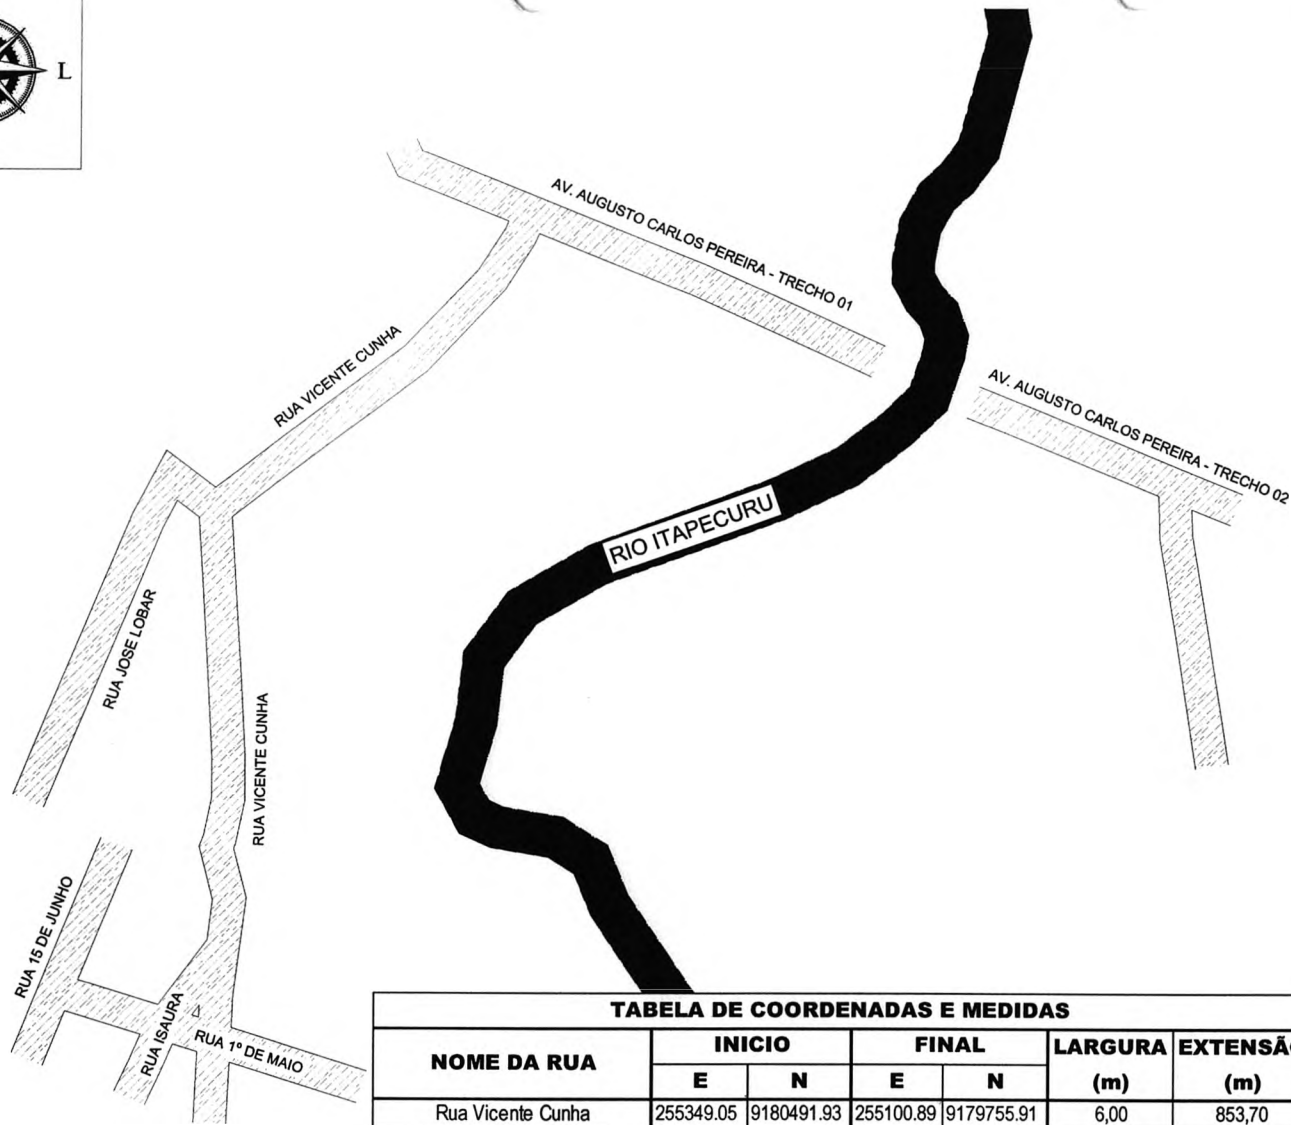 L
AV. AUGUSTO CARLOS PEREIRA - TRECHO 01
RUA VICENTE CUNHA
AV. AUGUSTO CARLOS PEREIRA - TRECHO 02
RIO ITAPECURU
RUA JOSE LOBAR
RUA VICENTE CUNHA
RUA 15 DE JUNHO
RUA ISAURA
RUA 1º DE MAIO
TABELA DE COORDENADAS E MEDIDAS
NOME DA RUA INICIO FINAL LARGURA (m) EXTENSÃO (m)
E N E N
Rua Vicente Cunha 255349.05 9180491.93 255100.89 9179755.91 6,00 853,70